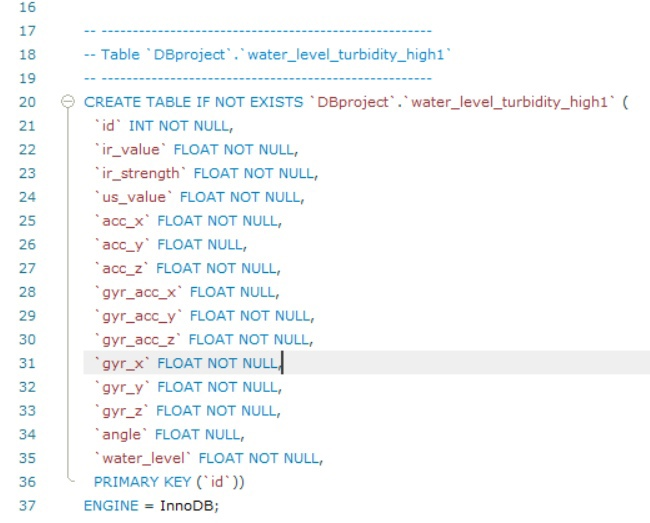 16
17 -- -----------------------------------------------------
18 -- Table `DBproject`.`water_level_turbidity_high1`
19 -- -----------------------------------------------------
20 CREATE TABLE IF NOT EXISTS `DBproject`.`water_level_turbidity_high1` (
21 `id` INT NOT NULL,
22 `ir_value` FLOAT NOT NULL,
23 `ir_strength` FLOAT NOT NULL,
24 `us_value` FLOAT NOT NULL,
25 `acc_x` FLOAT NOT NULL,
26 `acc_y` FLOAT NULL,
27 `acc_z` FLOAT NOT NULL,
28 `gyr_acc_x` FLOAT NULL,
29 `gyr_acc_y` FLOAT NOT NULL,
30 `gyr_acc_z` FLOAT NOT NULL,
31 `gyr_x` FLOAT NOT NULL,
32 `gyr_y` FLOAT NOT NULL,
33 `gyr_z` FLOAT NOT NULL,
34 `angle` FLOAT NULL,
35 `water_level` FLOAT NOT NULL,
36 PRIMARY KEY (`id`))
37 ENGINE = InnoDB;